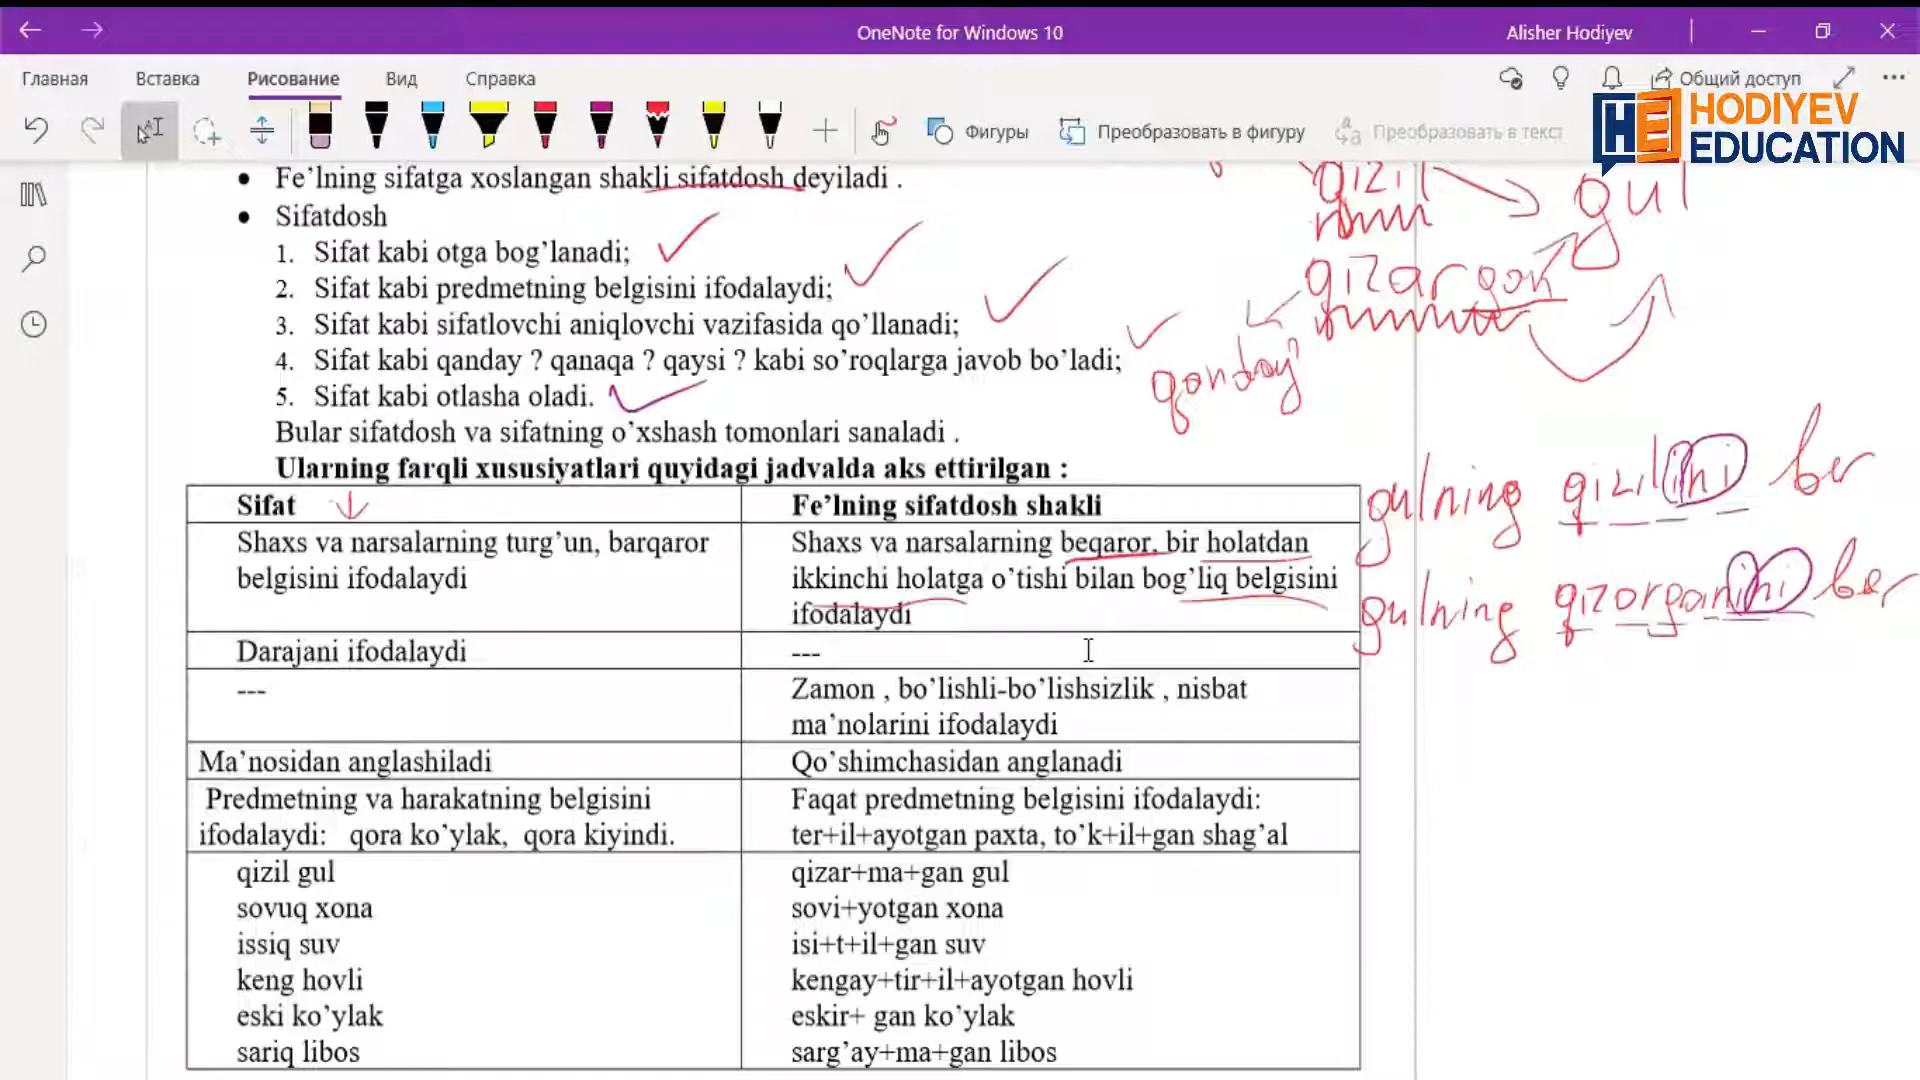 OneNote for Windows 10
Alisher Hodiyev
Главная Вставка Рисование Вид Справка
Общий доступ
Фигуры Преобразовать в фигуру Преобразовать в текст
HODIYEV
EDUCATION
• Fe’lning sifatga xoslangan shakli sifatdosh deyiladi .
• Sifatdosh
1. Sifat kabi otga bog’lanadi;
2. Sifat kabi predmetning belgisini ifodalaydi;
3. Sifat kabi sifatlovchi aniqlovchi vazifasida qo’llanadi;
4. Sifat kabi qanday ? qanaqa ? qaysi ? kabi so’roqlarga javob bo’ladi;
5. Sifat kabi otlasha oladi.
Bular sifatdosh va sifatning o’xshash tomonlari sanaladi .
Ularning farqli xususiyatlari quyidagi jadvalda aks ettirilgan :
Sifat
Fe’lning sifatdosh shakli
Shaxs va narsalarning turg’un, barqaror
belgisini ifodalaydi
Shaxs va narsalarning beqaror, bir holatdan
ikkinchi holatga o’tishi bilan bog’liq belgisini
ifodalaydi
Darajani ifodalaydi
---
---
Zamon , bo’lishli-bo’lishsizlik , nisbat
ma’nolarini ifodalaydi
Ma’nosidan anglashiladi
Qo’shimchasidan anglanadi
Predmetning va harakatning belgisini
ifodalaydi: qora ko’ylak, qora kiyindi.
Faqat predmetning belgisini ifodalaydi:
ter+il+ayotgan paxta, to’k+il+gan shag’al
qizil gul
sovuq xona
issiq suv
keng hovli
eski ko’ylak
sariq libos
qizar+ma+gan gul
sovi+yotgan xona
isi+t+il+gan suv
kengay+tir+il+ayotgan hovli
eskir+ gan ko’ylak
sarg’ay+ma+gan libos
qizil gul
qizargan
qanday?
gulning qizilini ber
gulning qizarganini ber